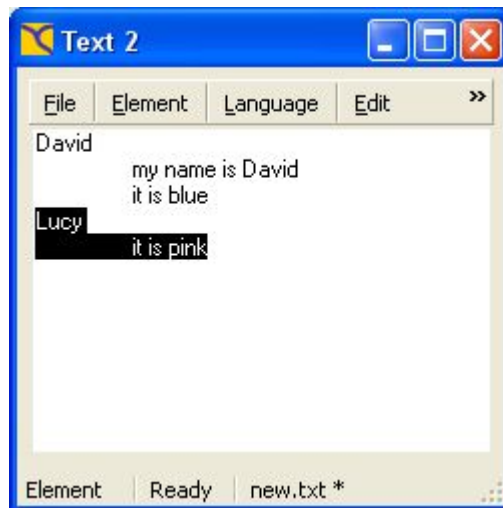 Text 2
File Element Language Edit »
David
my name is David
it is blue
Lucy
it is pink
Element Ready new.txt *